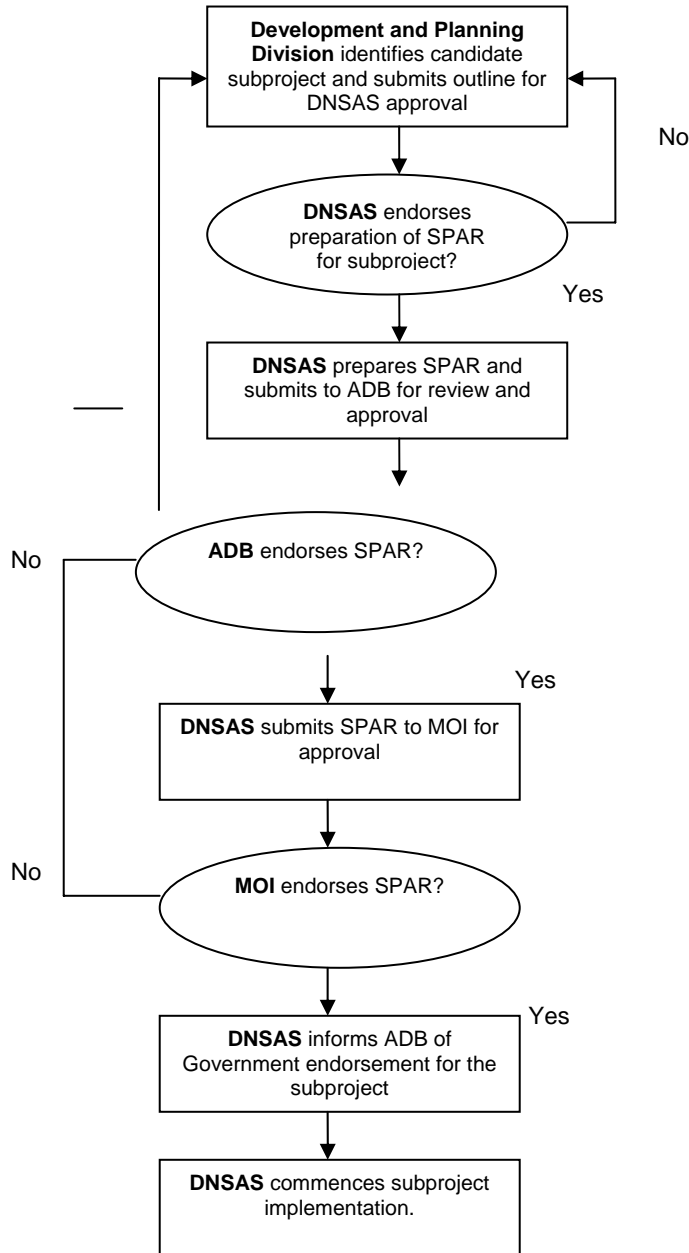 Development and Planning
Division identifies candidate
subproject and submits outline for
DNSAS approval
No
DNSAS endorses
preparation of SPAR
for subproject?
Yes
DNSAS prepares SPAR and
submits to ADB for review and
approval
No
ADB endorses SPAR?
Yes
DNSAS submits SPAR to MOI for
approval
No
MOI endorses SPAR?
Yes
DNSAS informs ADB of
Government endorsement for the
subproject
DNSAS commences subproject
implementation.